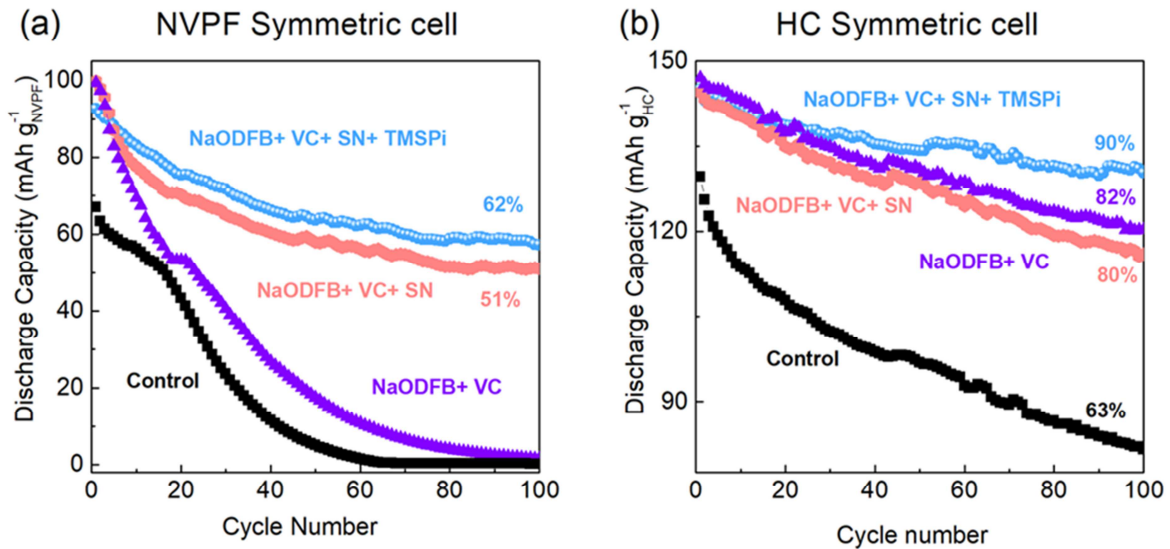 (a) NVPF Symmetric cell
Discharge Capacity (mAh g⁻¹NVPF)
100
80
60
40
20
0
NaODFB+ VC+ SN+ TMSPi
62%
NaODFB+ VC+ SN
51%
Control
NaODFB+ VC
0 20 40 60 80 100
Cycle Number
(b) HC Symmetric cell
Discharge Capacity (mAh g⁻¹HC)
150
120
90
NaODFB+ VC+ SN+ TMSPi
90%
82%
NaODFB+ VC+ SN
NaODFB+ VC
80%
Control
63%
0 20 40 60 80 100
Cycle number